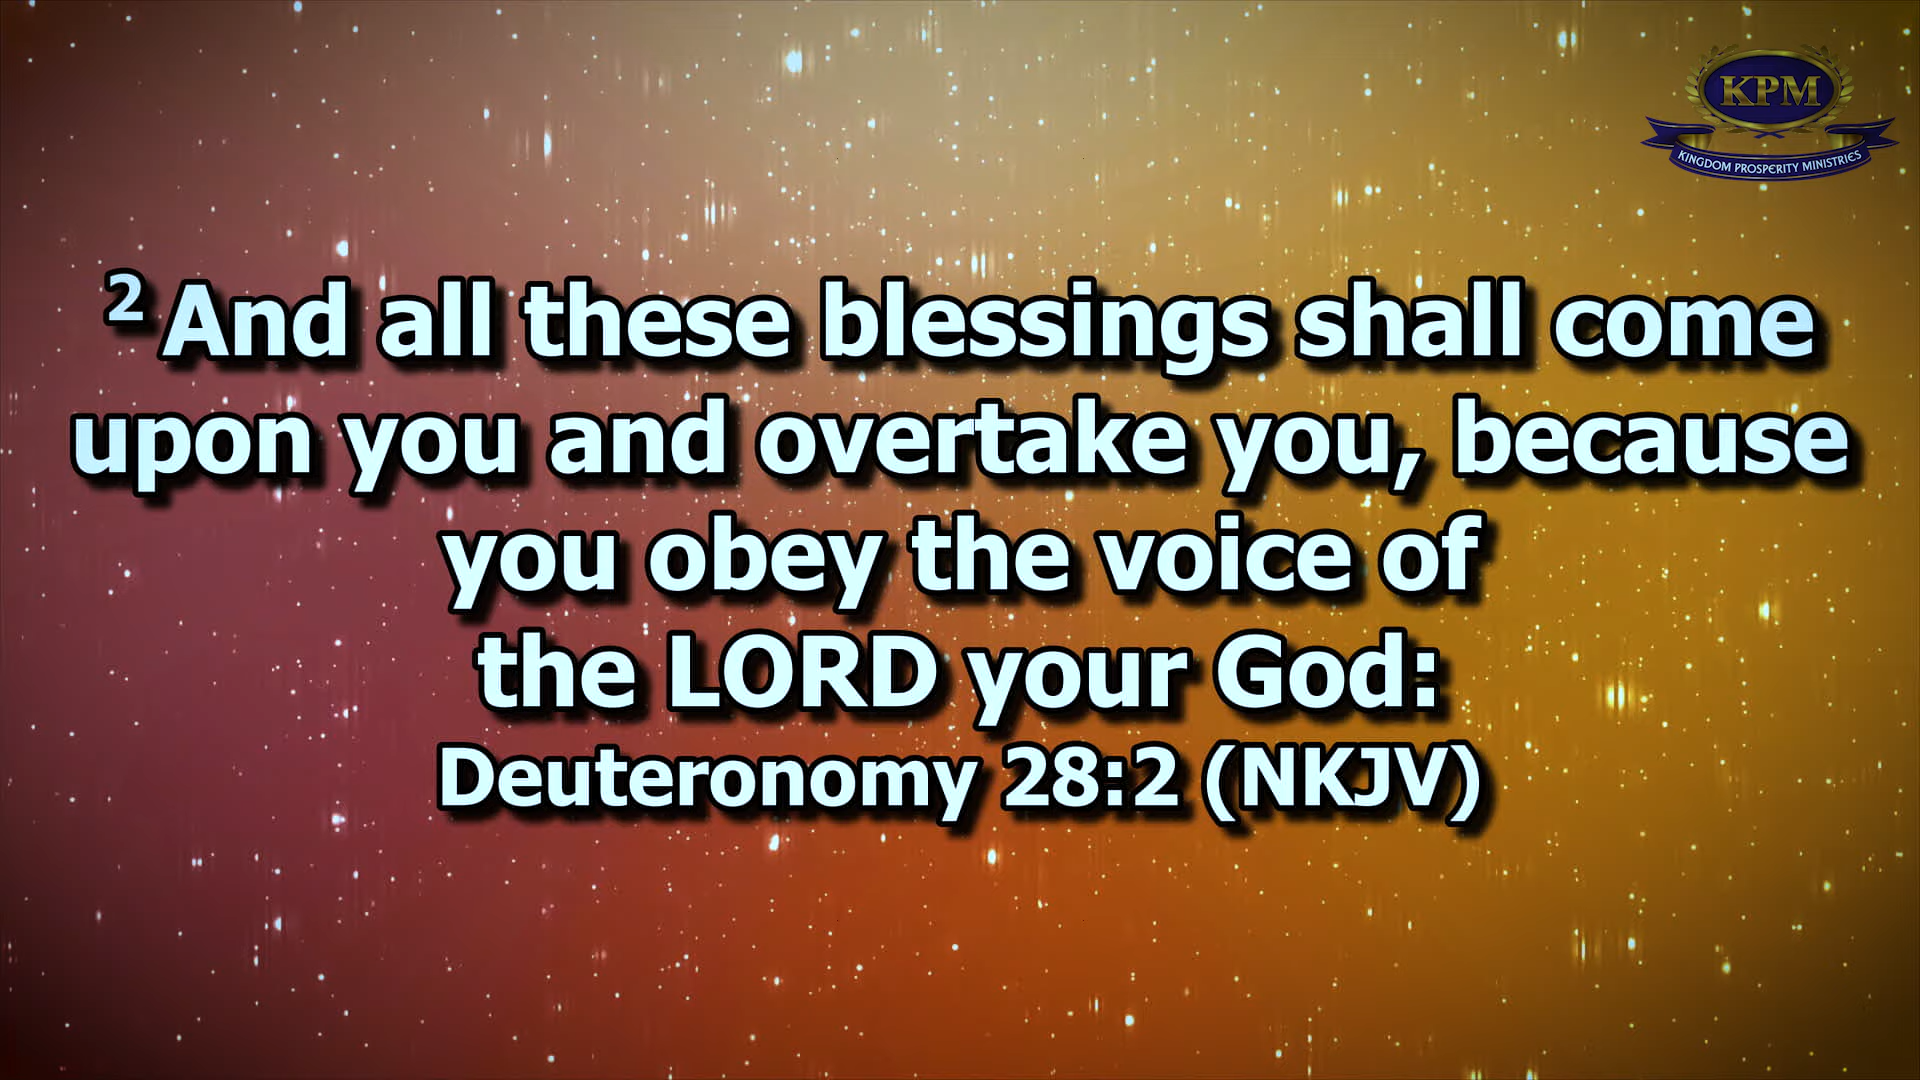 KPM
KINGDOM PROSPERITY MINISTRIES
2 And all these blessings shall come
upon you and overtake you, because
you obey the voice of
the LORD your God:
Deuteronomy 28:2 (NKJV)